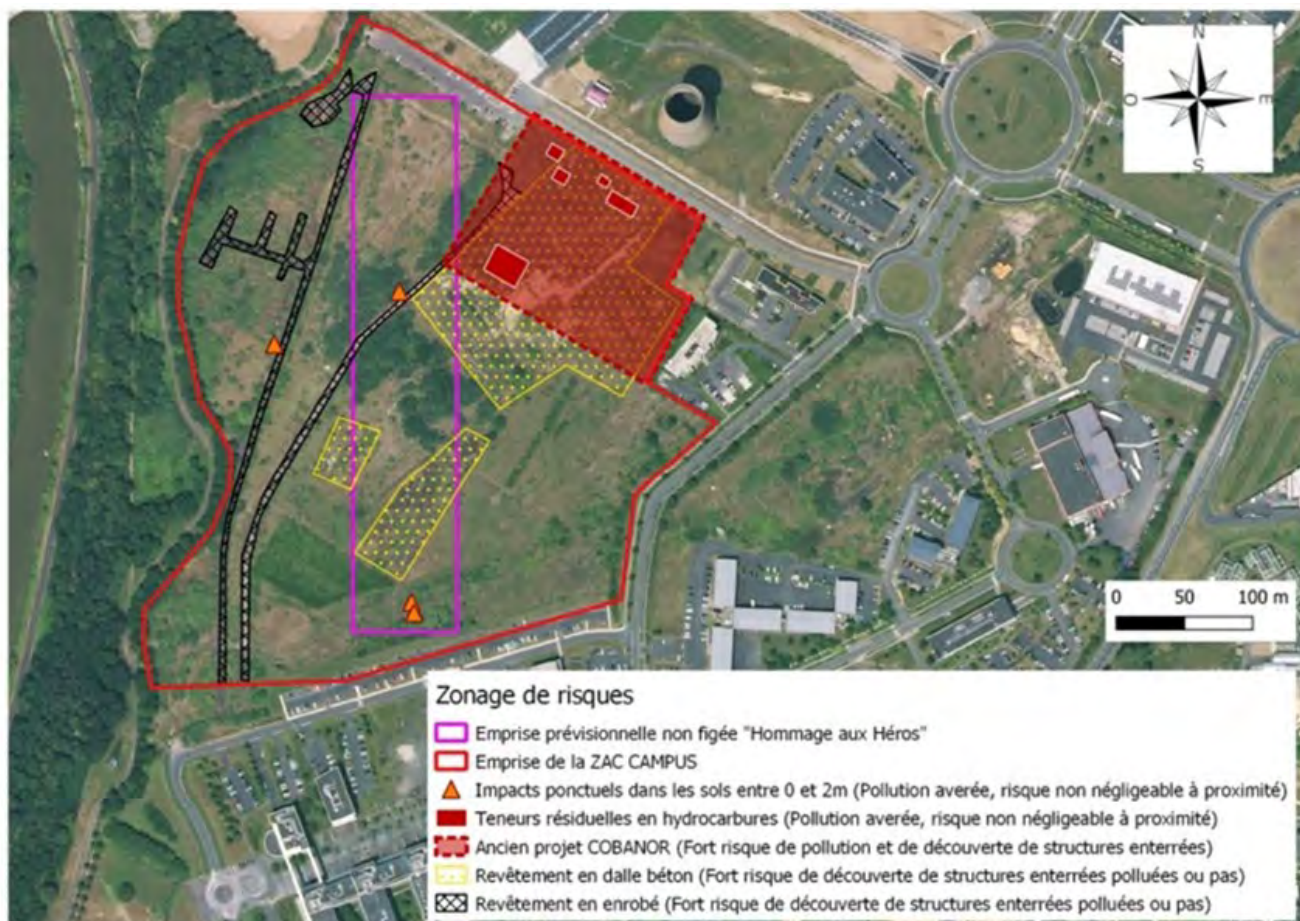 N
O E
S
0 50 100 m
Zonage de risques
Emprise prévisionnelle non figée "Hommage aux Héros"
Emprise de la ZAC CAMPUS
Impacts ponctuels dans les sols entre 0 et 2m (Pollution averée, risque non négligeable à proximité)
Teneurs résiduelles en hydrocarbures (Pollution averée, risque non négligeable à proximité)
Ancien projet COBANOR (Fort risque de pollution et de découverte de structures enterrées)
Revêtement en dalle béton (Fort risque de découverte de structures enterrées polluées ou pas)
Revêtement en enrobé (Fort risque de découverte de structures enterrées polluées ou pas)